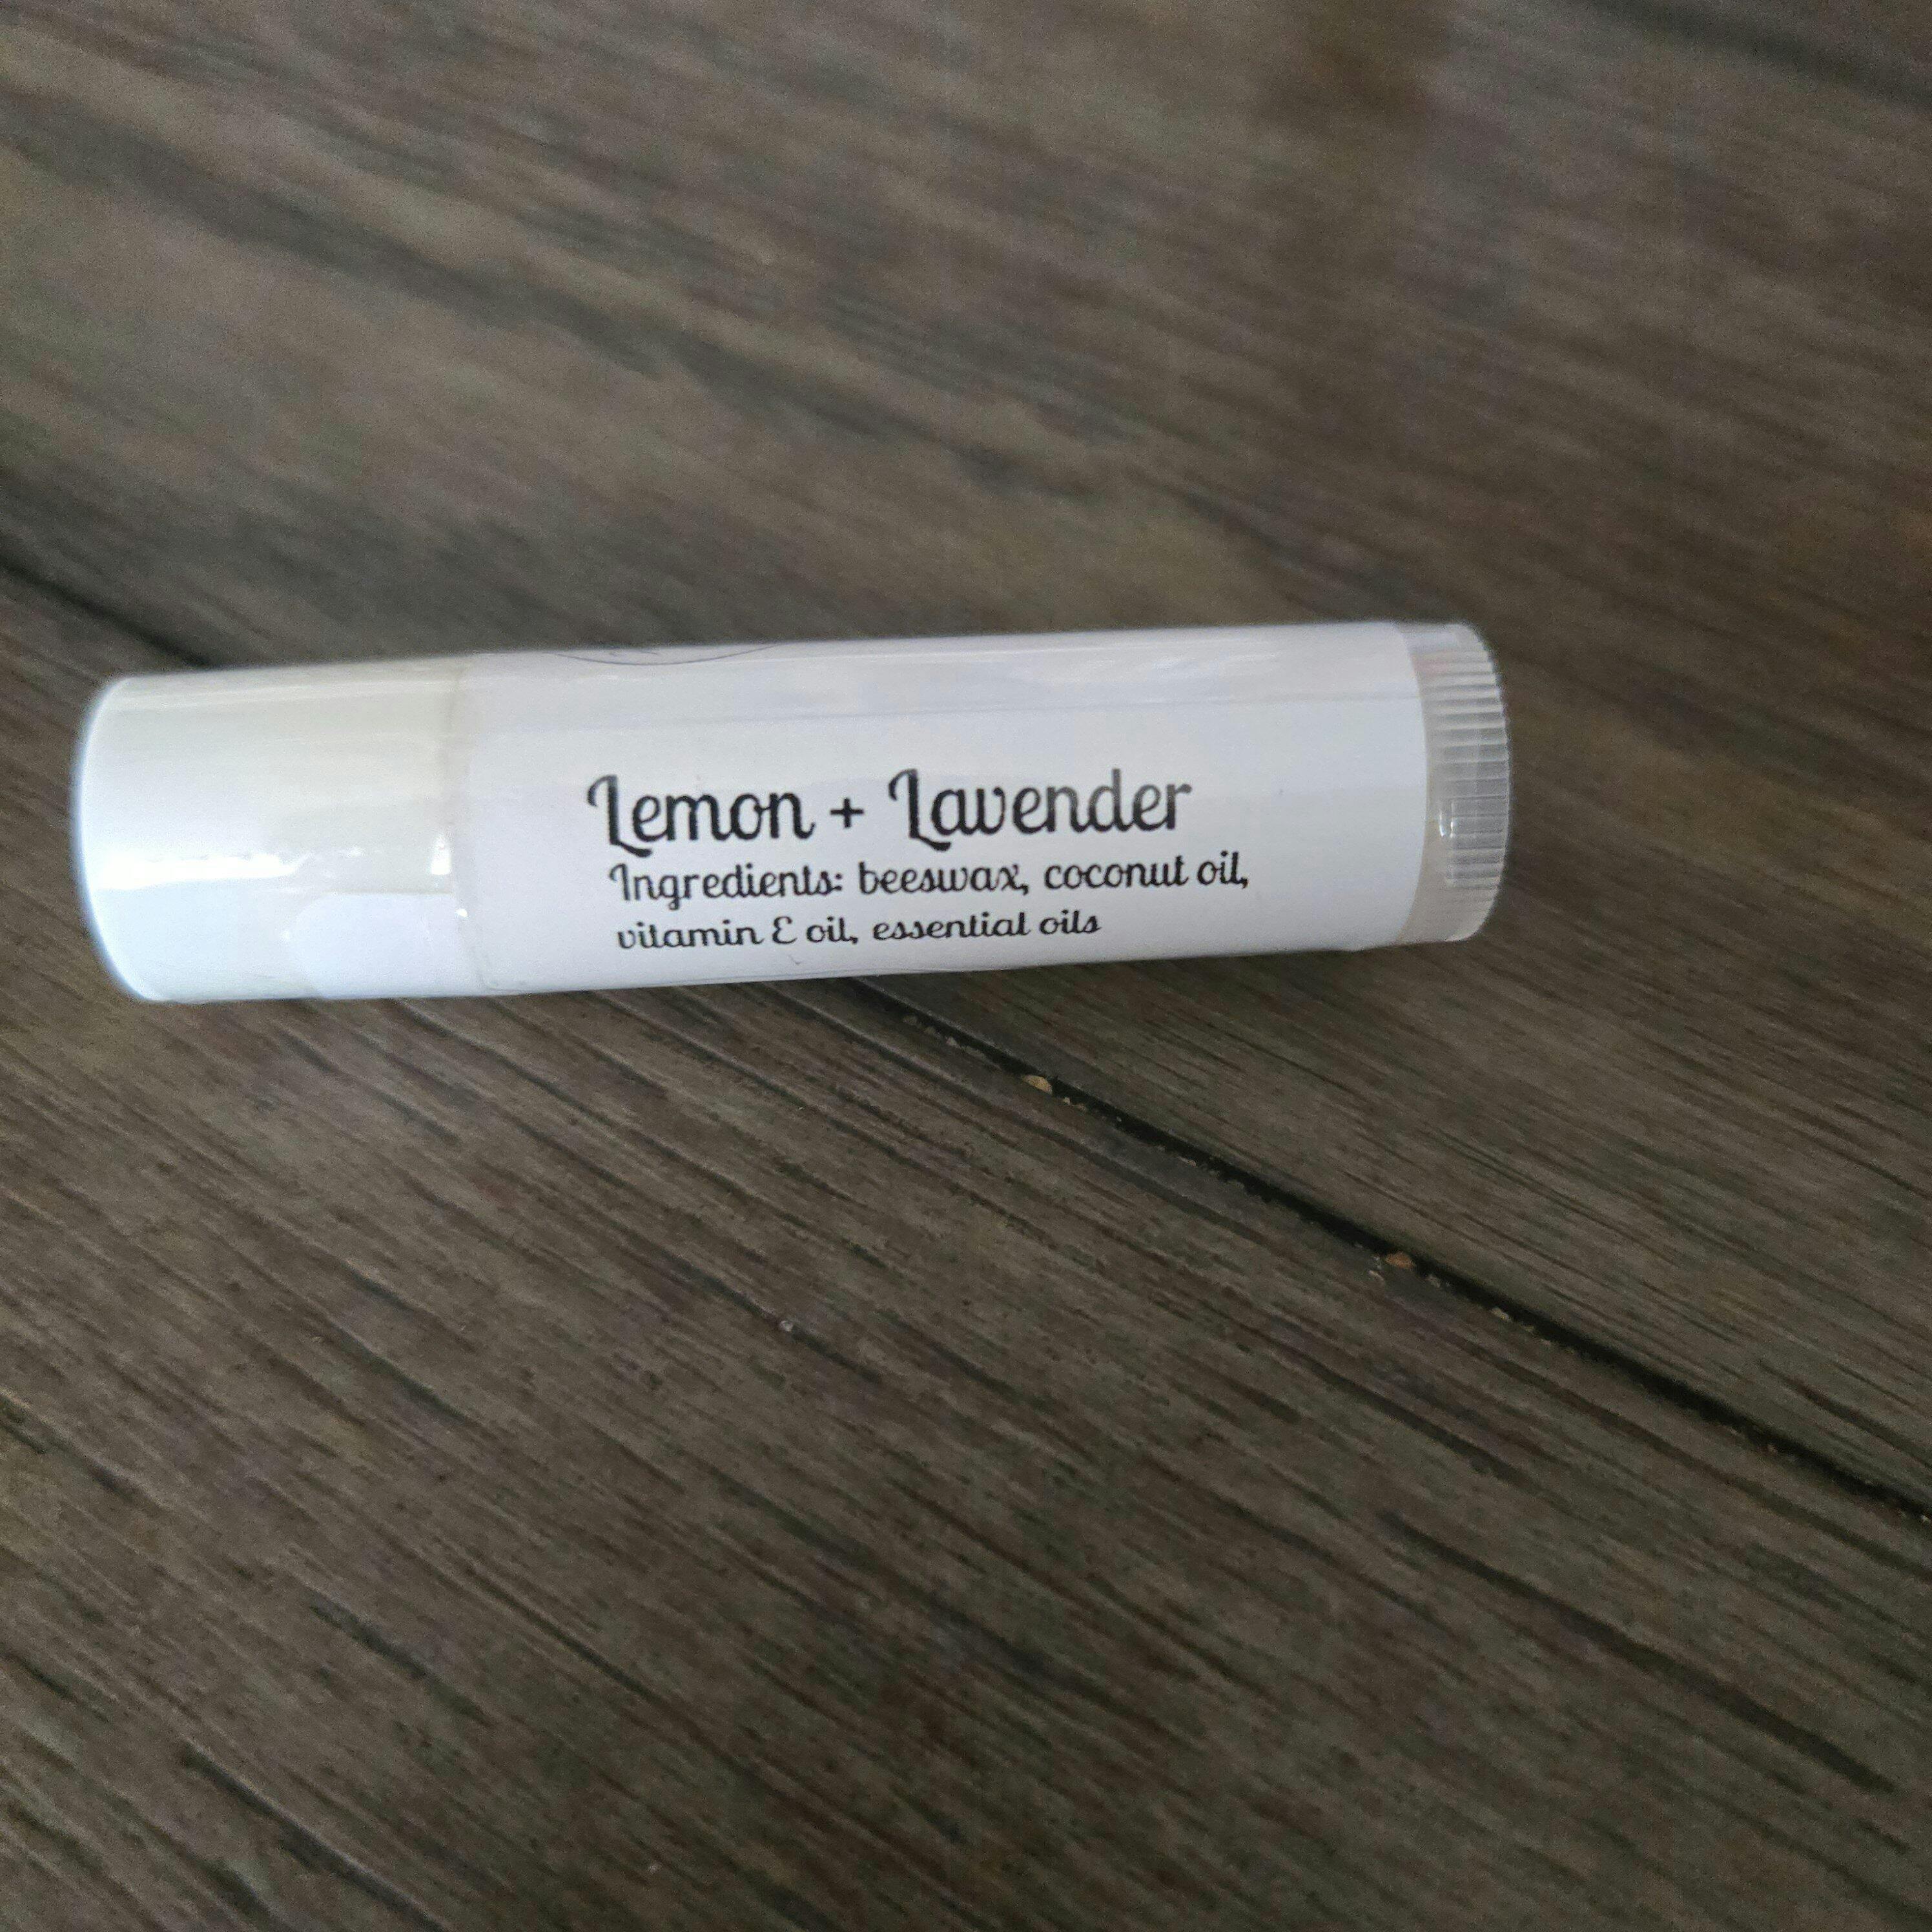 Lemon + Lavender
Ingredients: beeswax, coconut oil,
vitamin E oil, essential oils